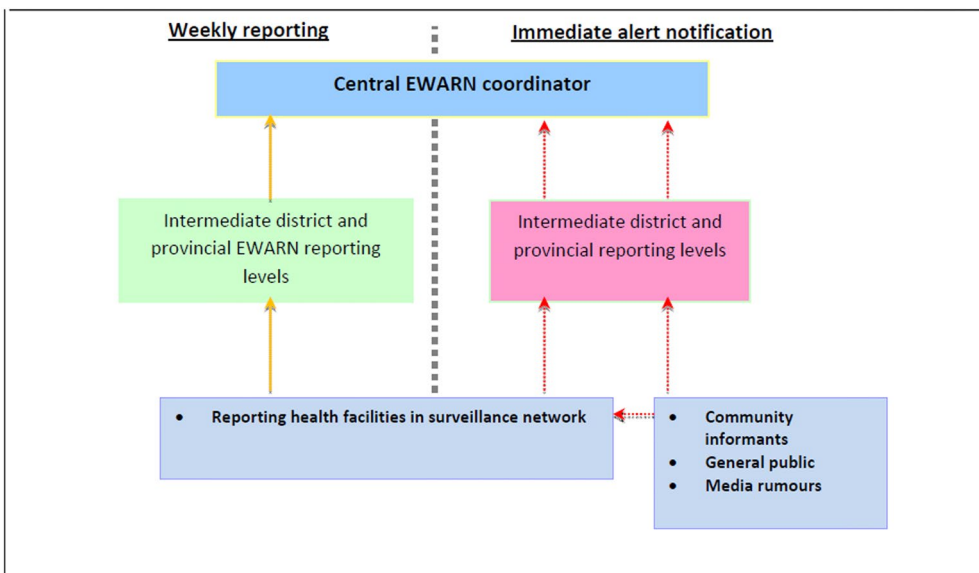 Weekly reporting
Immediate alert notification
Central EWARN coordinator
Intermediate district and
provincial EWARN reporting
levels
Intermediate district and
provincial reporting levels
• Reporting health facilities in surveillance network
• Community
informants
• General public
• Media rumours